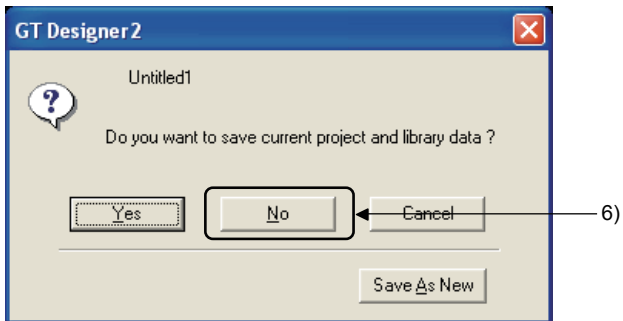 GT Designer2
Untitled1
Do you want to save current project and library data ?
Yes No Cancel 6)
Save As New